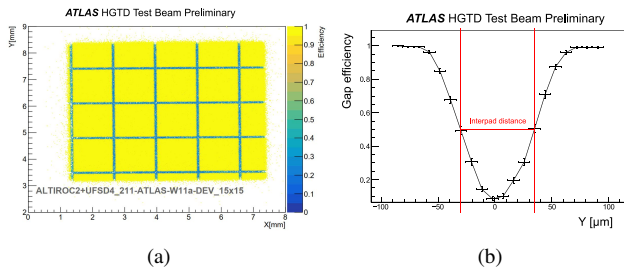 ATLAS HGTD Test Beam Preliminary
Y[mm]
9
8
7
6
5
4
3
2
0 1 2 3 4 5 6 7 8
X[mm]
ALTIROC2+UFSD4_211-ATLAS-W11a-DEV_15x15
Efficiency
1
0.9
0.8
0.7
0.6
0.5
0.4
0.3
0.2
0.1
0
(a)
ATLAS HGTD Test Beam Preliminary
Gap efficiency
1
0.8
0.6
0.4
0.2
Interpad distance
−100 −50 0 50 100
Y [μm]
(b)